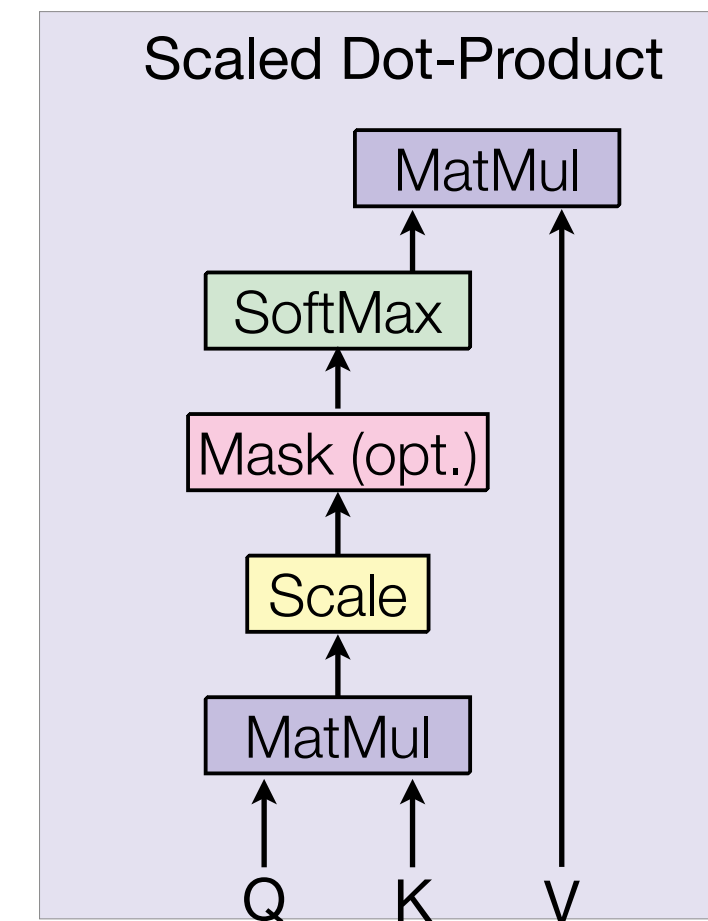 Scaled Dot-Product
MatMul
SoftMax
Mask (opt.)
Scale
MatMul
Q K V